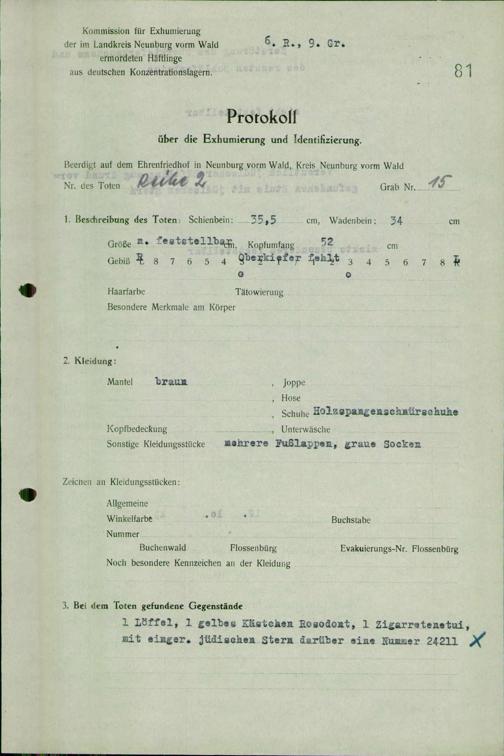 Kommission für Exhumierung
der im Landkreis Neunburg vorm Wald
ermordeten Häftlinge
aus deutschen Konzentrationslagern.
6. R., 9. Gr.
81
Protokoll
über die Exhumierung und Identifizierung.
Beerdigt auf dem Ehrenfriedhof in Neunburg vorm Wald, Kreis Neunburg vorm Wald
Nr. des Toten Reihe 2 Grab Nr. 15
1. Beschreibung des Toten: Schienbein: 35,5 cm, Wadenbein: 34 cm
Größe n. feststellbar cm, Kopfumfang 52 cm
Gebiß R 8 7 6 5 4 Oberkiefer fehlt 3 4 5 6 7 8
o o
Haarfarbe Tätowierung
Besondere Merkmale am Körper
2. Kleidung:
Mantel braun , Joppe
, Hose
, Schuhe Holzspangenschnürschuhe
Kopfbedeckung , Unterwäsche
Sonstige Kleidungsstücke mehrere Fußlappen, graue Socken
Zeichen an Kleidungsstücken:
Allgemeine
Winkelfarbe Buchstabe
Nummer
Buchenwald Flossenbürg Evakuierungs-Nr. Flossenbürg
Noch besondere Kennzeichen an der Kleidung
3. Bei dem Toten gefundene Gegenstände
1 Löffel, 1 gelbes Kästchen Rosodont, 1 Zigarretenetui,
mit einger. jüdischen Stern darüber eine Nummer 24211 X